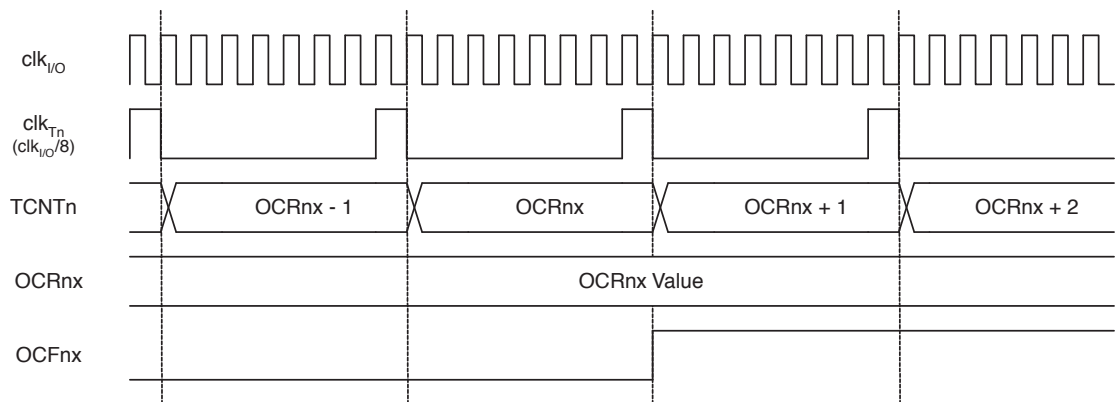 clkI/O
clkTn
(clkI/O/8)
TCNTn
OCRnx - 1
OCRnx
OCRnx + 1
OCRnx + 2
OCRnx
OCRnx Value
OCFnx